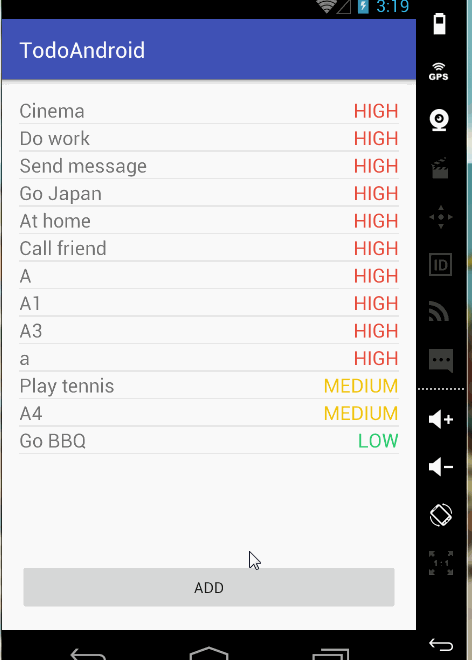 3:19
TodoAndroid
Cinema HIGH
Do work HIGH
Send message HIGH
Go Japan HIGH
At home HIGH
Call friend HIGH
A HIGH
A1 HIGH
A3 HIGH
a HIGH
Play tennis MEDIUM
A4 MEDIUM
Go BBQ LOW
ADD
GPS
ID
1:1